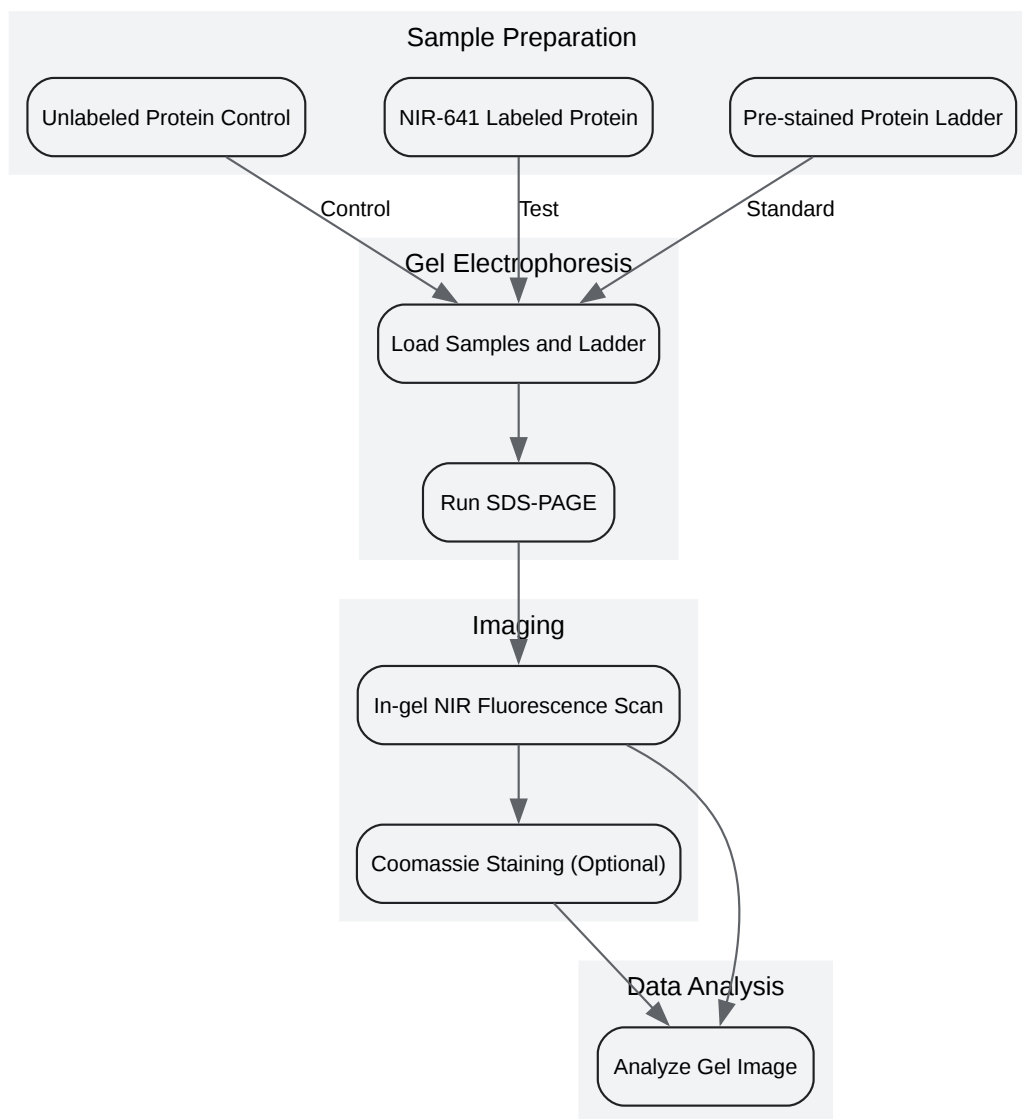 Sample Preparation
Unlabeled Protein Control
NIR-641 Labeled Protein
Pre-stained Protein Ladder
Control
Test
Standard
Gel Electrophoresis
Load Samples and Ladder
Run SDS-PAGE
Imaging
In-gel NIR Fluorescence Scan
Coomassie Staining (Optional)
Data Analysis
Analyze Gel Image